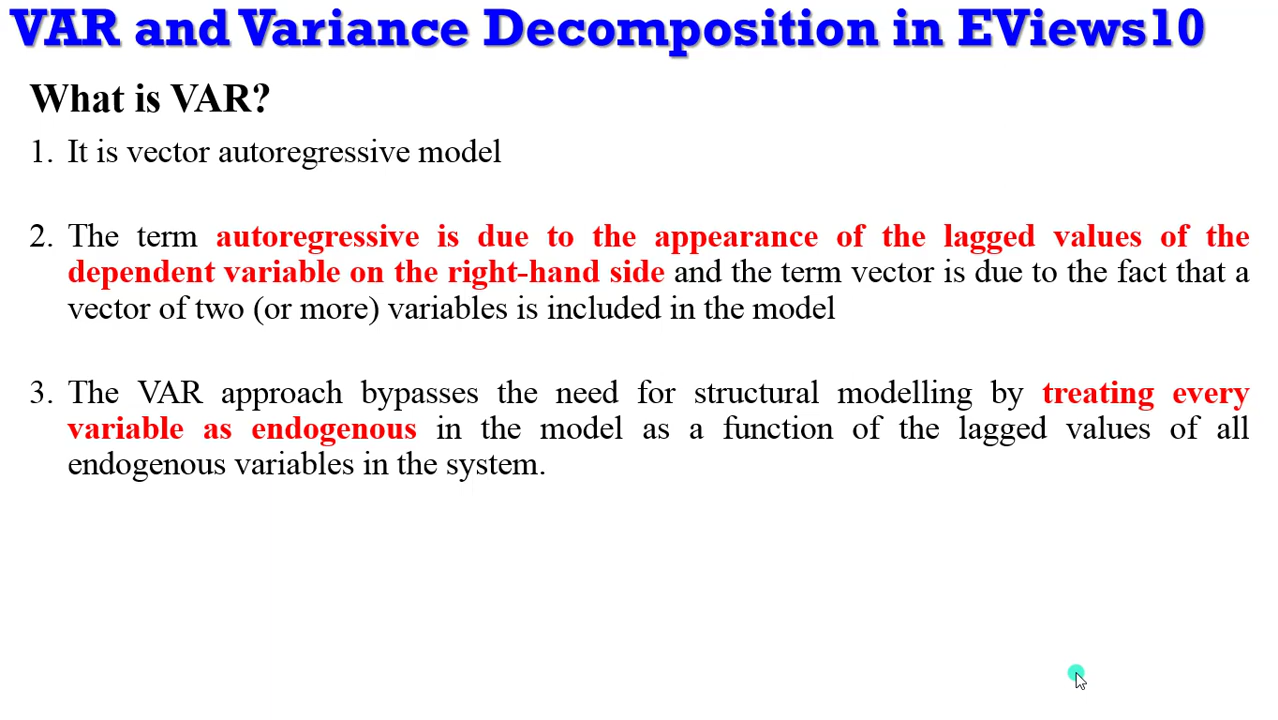 VAR and Variance Decomposition in EViews10
What is VAR?
1. It is vector autoregressive model
2. The term autoregressive is due to the appearance of the lagged values of the
dependent variable on the right-hand side and the term vector is due to the fact that a
vector of two (or more) variables is included in the model
3. The VAR approach bypasses the need for structural modelling by treating every
variable as endogenous in the model as a function of the lagged values of all
endogenous variables in the system.